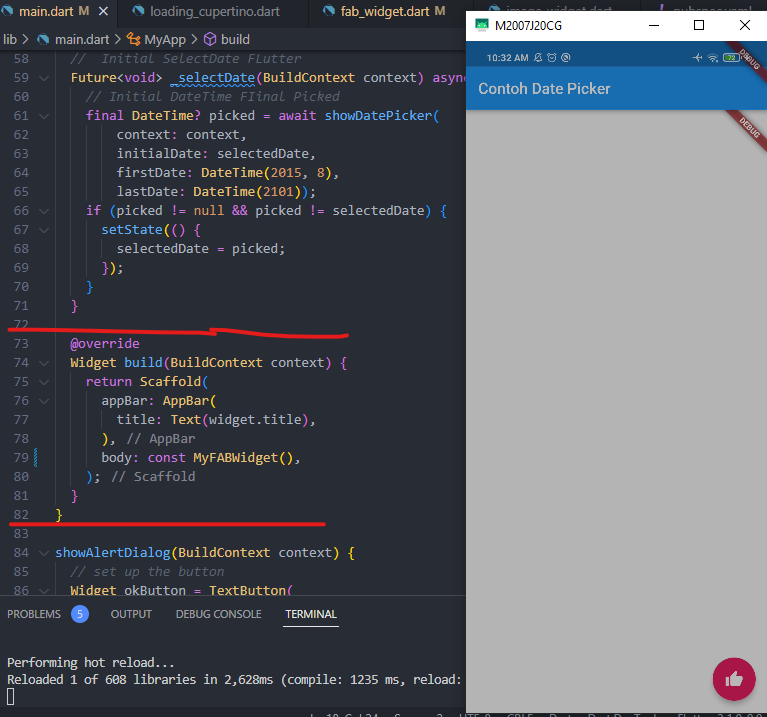 main.dart M
loading_cupertino.dart
fab_widget.dart M
lib > main.dart > MyApp > build
58 // Initial SelectDate FLutter
59 Future<void> _selectDate(BuildContext context) async
60 // Initial DateTime FInal Picked
61 final DateTime? picked = await showDatePicker(
62 context: context,
63 initialDate: selectedDate,
64 firstDate: DateTime(2015, 8),
65 lastDate: DateTime(2101));
66 if (picked != null && picked != selectedDate) {
67 setState(() {
68 selectedDate = picked;
69 });
70 }
71 }
72
73 @override
74 Widget build(BuildContext context) {
75 return Scaffold(
76 appBar: AppBar(
77 title: Text(widget.title),
78 ), // AppBar
79 body: const MyFABWidget(),
80 ); // Scaffold
81 }
82 }
83
84 showAlertDialog(BuildContext context) {
85 // set up the button
86 Widget okButton = TextButton(
PROBLEMS 5 OUTPUT DEBUG CONSOLE TERMINAL
Performing hot reload...
Reloaded 1 of 608 libraries in 2,628ms (compile: 1235 ms, reload:
M2007J20CG
10:32 AM
72
DEBUG
Contoh Date Picker
DEBUG